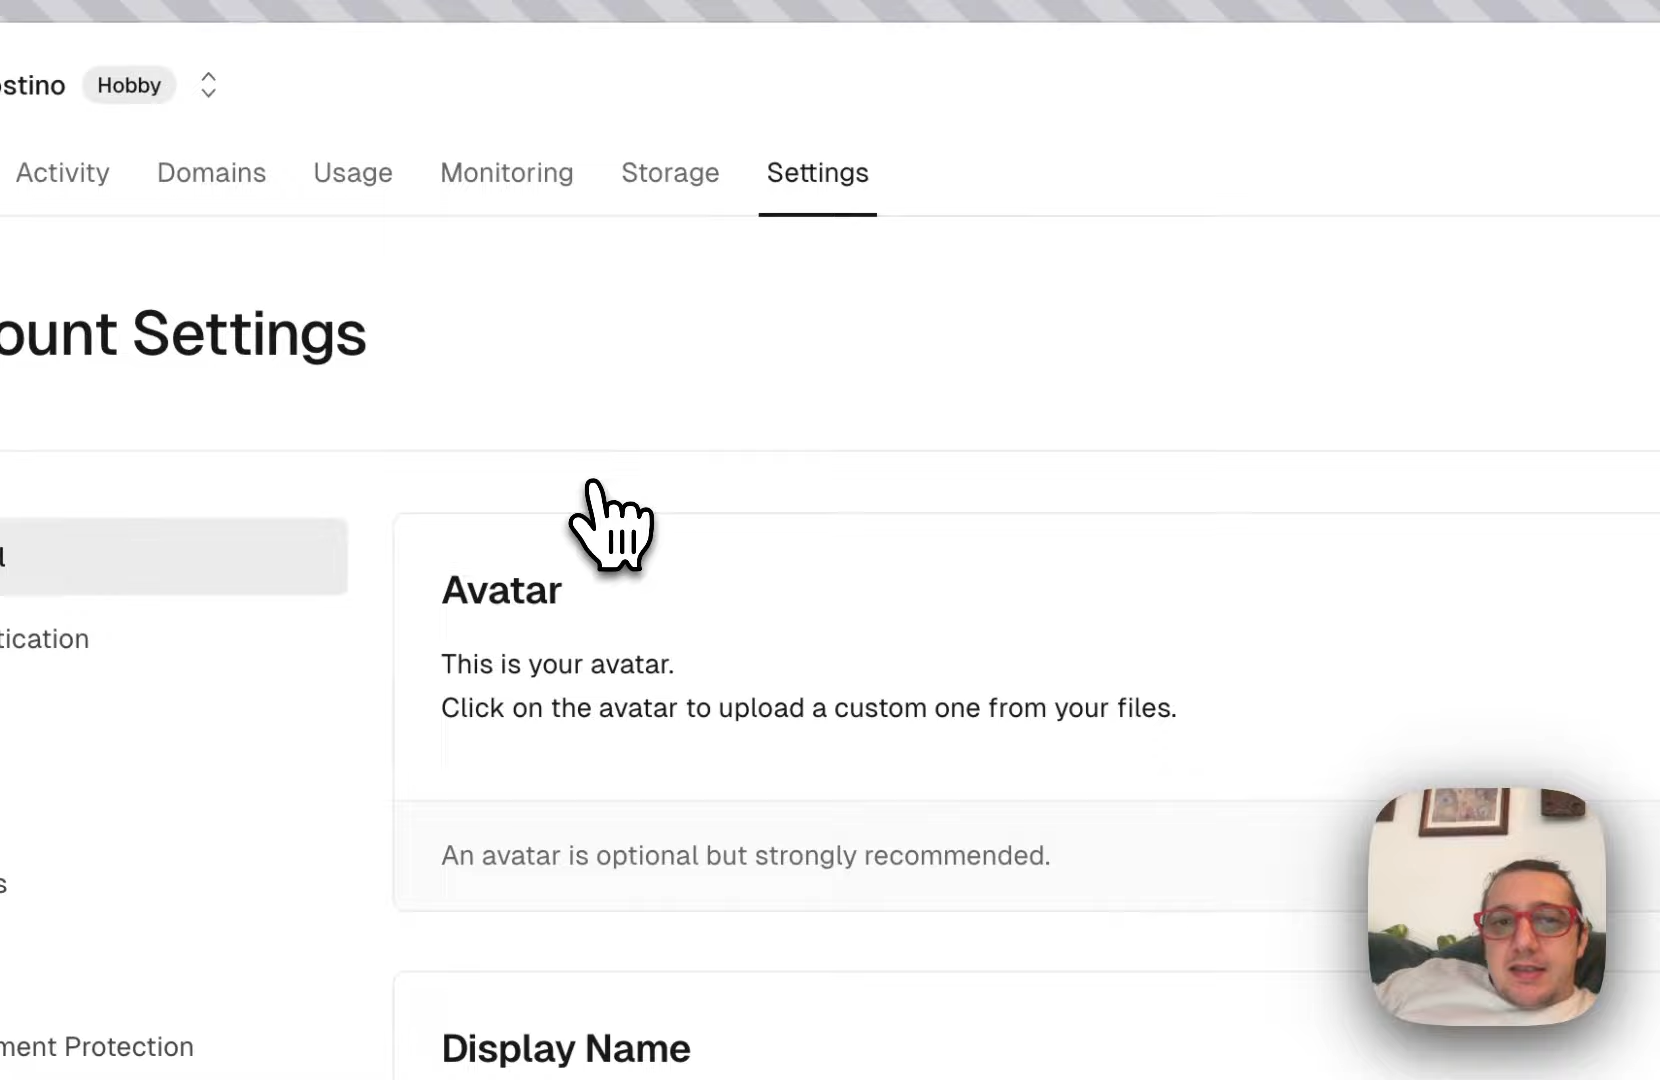 ostino Hobby
Activity Domains Usage Monitoring Storage Settings
ount Settings
l
tication
s
ment Protection
Avatar
This is your avatar.
Click on the avatar to upload a custom one from your files.
An avatar is optional but strongly recommended.
Display Name